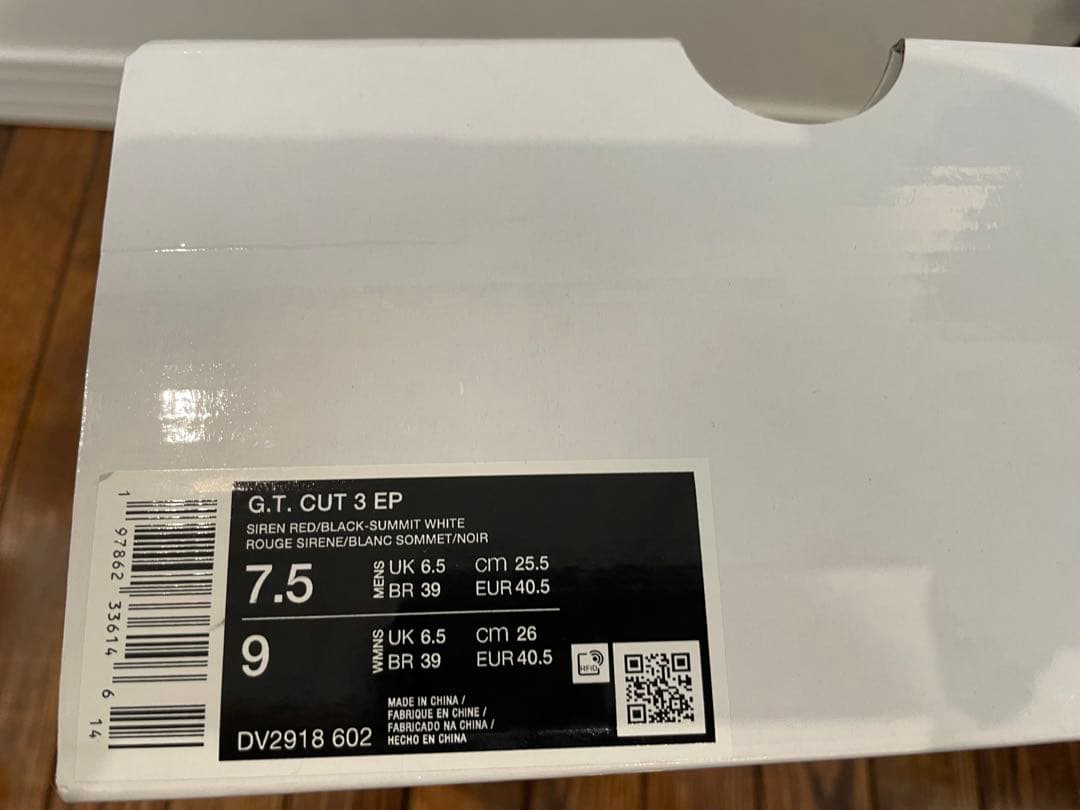 G.T. CUT 3 EP
SIREN RED/BLACK-SUMMIT WHITE
ROUGE SIRENE/BLANC SOMMET/NOIR
7.5 MENS UK 6.5 cm 25.5
BR 39 EUR 40.5
9 WMNS UK 6.5 cm 26
BR 39 EUR 40.5
RFID
MADE IN CHINA /
FABRIQUE EN CHINE /
FABRICADO NA CHINA /
HECHO EN CHINA
DV2918 602
1 97862 33614 6 14